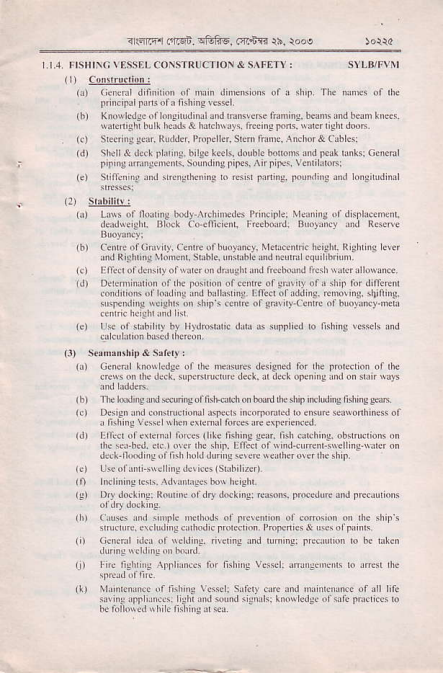 বাংলাদেশ গেজেট, অতিরিক্ত, সেপ্টেম্বর ২৯, ২০০৩ ১০২২৫
1.1.4. FISHING VESSEL CONSTRUCTION & SAFETY : SYLB/FVM
(1) Construction :
(a) General difinition of main dimensions of a ship. The names of the
principal parts of a fishing vessel.
(b) Knowledge of longitudinal and transverse framing, beams and beam knees,
watertight bulk heads & hatchways, freeing ports, water tight doors.
(c) Steering gear, Rudder, Propeller, Stern frame, Anchor & Cables;
(d) Shell & deck plating, bilge keels, double bottoms and peak tanks; General
piping arrangements, Sounding pipes, Air pipes, Ventilators;
(e) Stiffening and strengthening to resist parting, pounding and longitudinal
stresses;
(2) Stability :
(a) Laws of floating body-Archimedes Principle; Meaning of displacement,
deadweight, Block Co-efficient, Freeboard; Buoyancy and Reserve
Buoyancy;
(b) Centre of Gravity, Centre of buoyancy, Metacentric height, Righting lever
and Righting Moment, Stable, unstable and neutral equilibrium.
(c) Effect of density of water on draught and freeboand fresh water allowance.
(d) Determination of the position of centre of gravity of a ship for different
conditions of loading and ballasting. Effect of adding, removing, shifting,
suspending weights on ship's centre of gravity-Centre of buoyancy-meta
centric height and list.
(e) Use of stability by Hydrostatic data as supplied to fishing vessels and
calculation based thereon.
(3) Seamanship & Safety :
(a) General knowledge of the measures designed for the protection of the
crews on the deck, superstructure deck, at deck opening and on stair ways
and ladders.
(b) The loading and securing of fish-catch on board the ship including fishing gears.
(c) Design and constructional aspects incorporated to ensure seaworthiness of
a fishing Vessel when external forces are experienced.
(d) Effect of external forces (like fishing gear, fish catching, obstructions on
the sea-bed, etc.) over the ship, Effect of wind-current-swelling-water on
deck-flooding of fish hold during severe weather over the ship.
(e) Use of anti-swelling devices (Stabilizer).
(f) Inclining tests, Advantages bow height.
(g) Dry docking; Routine of dry docking; reasons, procedure and precautions
of dry docking.
(h) Causes and simple methods of prevention of corrosion on the ship's
structure, excluding cathodic protection. Properties & uses of paints.
(i) General idea of welding, riveting and turning; precaution to be taken
during welding on board.
(j) Fire fighting Appliances for fishing Vessel; arrangements to arrest the
spread of fire.
(k) Maintenance of fishing Vessel; Safety care and maintenance of all life
saving appliances; light and sound signals; knowledge of safe practices to
be followed while fishing at sea.